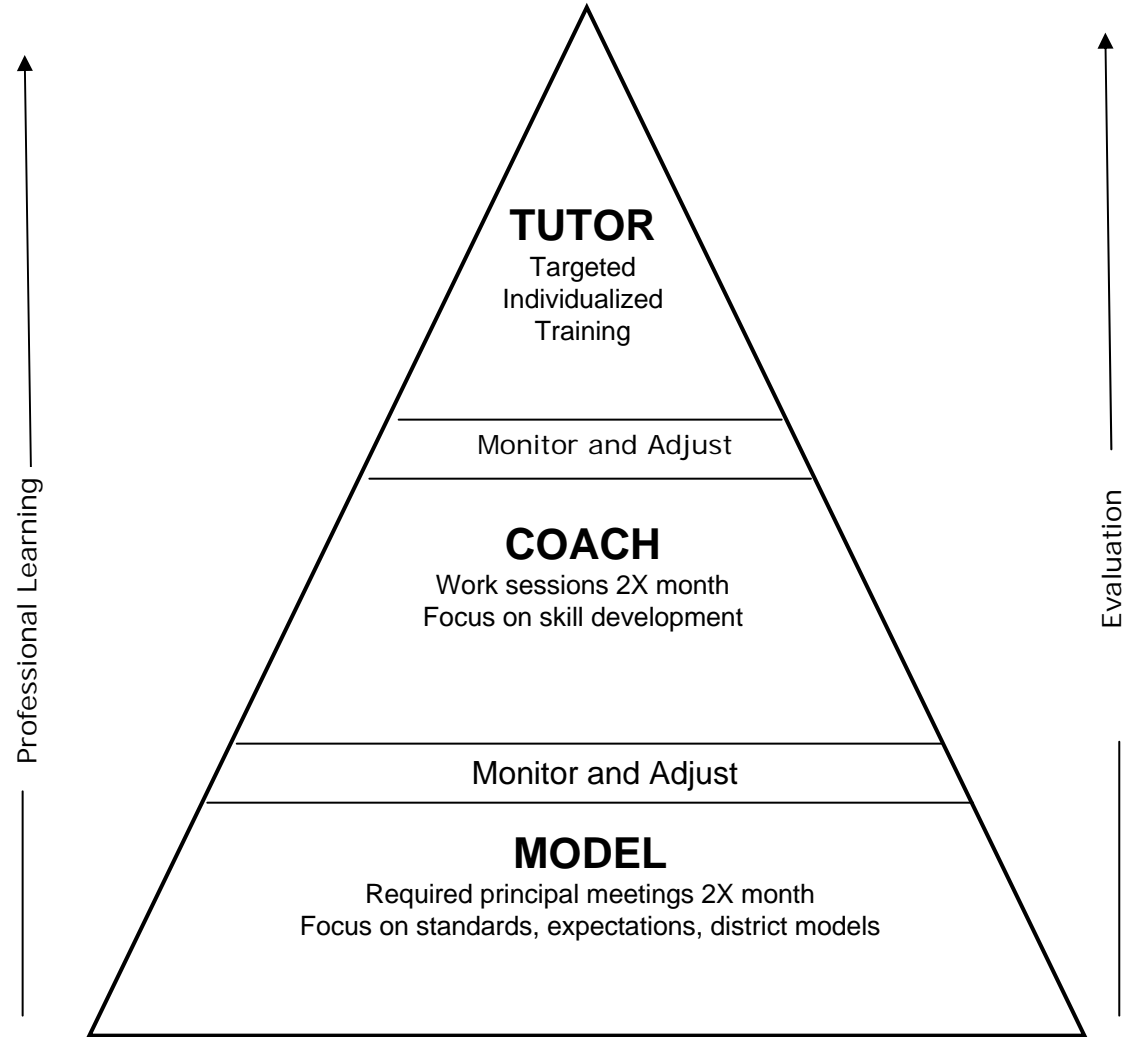 TUTOR
Targeted
Individualized
Training
Monitor and Adjust
COACH
Work sessions 2X month
Focus on skill development
Monitor and Adjust
MODEL
Required principal meetings 2X month
Focus on standards, expectations, district models
Professional Learning
Evaluation